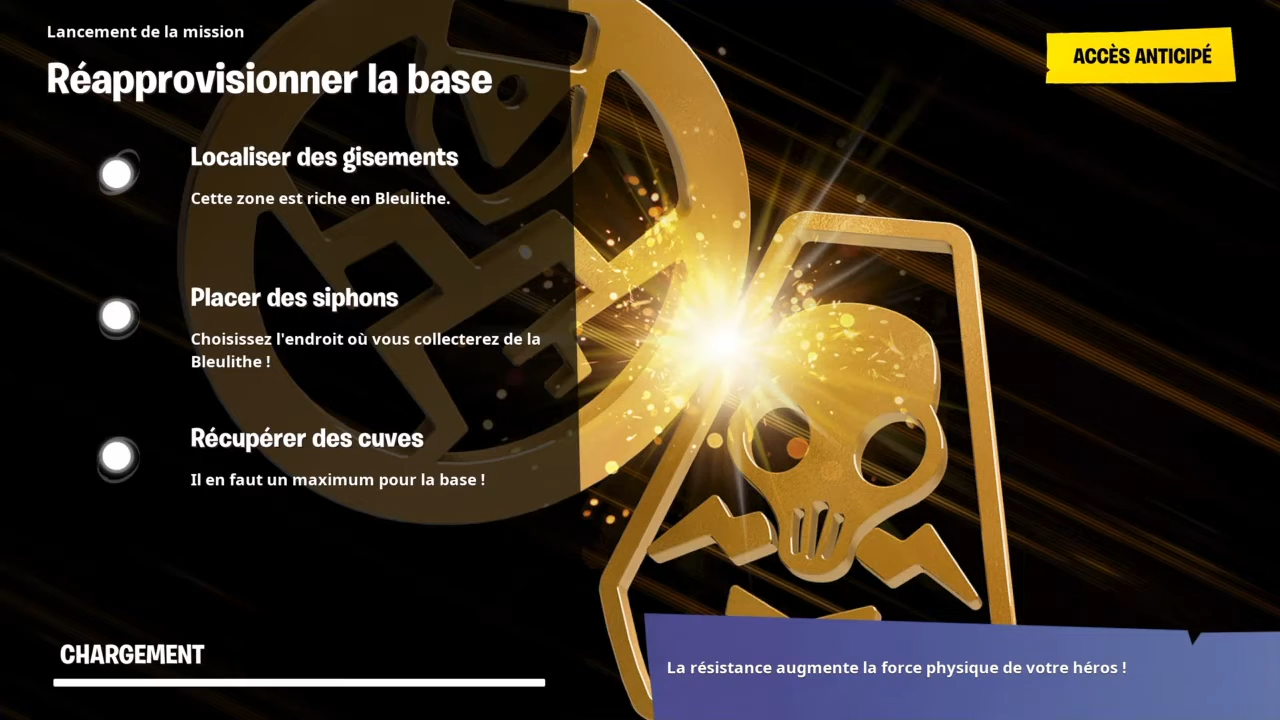 Lancement de la mission
Réapprovisionner la base
ACCÈS ANTICIPÉ
Localiser des gisements
Cette zone est riche en Bleulithe.
Placer des siphons
Choisissez l'endroit où vous collecterez de la
Bleulithe !
Récupérer des cuves
Il en faut un maximum pour la base !
CHARGEMENT
La résistance augmente la force physique de votre héros !